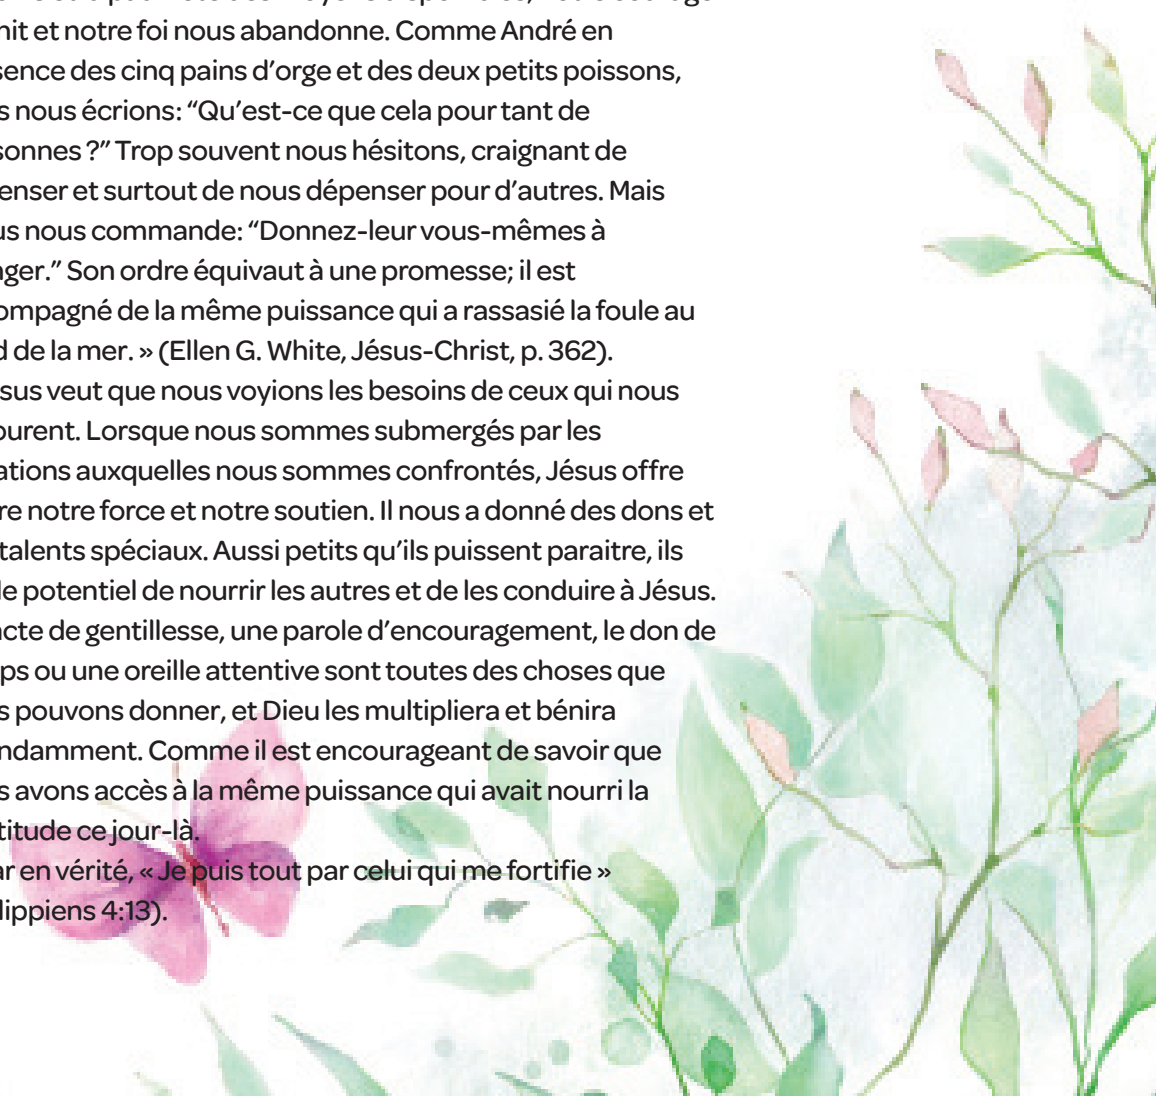 nit et notre foi nous abandonne. Comme André en
sence des cinq pains d’orge et des deux petits poissons,
s nous écrions: “Qu’est-ce que cela pour tant de
sonnes ?” Trop souvent nous hésitons, craignant de
enser et surtout de nous dépenser pour d’autres. Mais
us nous commande: “Donnez-leur vous-mêmes à
nger.” Son ordre équivaut à une promesse; il est
ompagné de la même puissance qui a rassasié la foule au
d de la mer. » (Ellen G. White, Jésus-Christ, p. 362).
sus veut que nous voyions les besoins de ceux qui nous
ourent. Lorsque nous sommes submergés par les
ations auxquelles nous sommes confrontés, Jésus offre
re notre force et notre soutien. Il nous a donné des dons et
talents spéciaux. Aussi petits qu’ils puissent paraitre, ils
le potentiel de nourrir les autres et de les conduire à Jésus.
acte de gentillesse, une parole d’encouragement, le don de
ps ou une oreille attentive sont toutes des choses que
s pouvons donner, et Dieu les multipliera et bénira
ndamment. Comme il est encourageant de savoir que
s avons accès à la même puissance qui avait nourri la
titude ce jour-là.
ar en vérité, « Je puis tout par celui qui me fortifie »
lippiens 4:13).